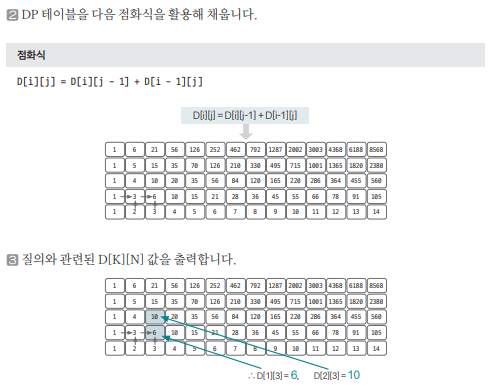 2 DP 테이블을 다음 점화식을 활용해 채웁니다.
점화식
D[i][j] = D[i][j - 1] + D[i - 1][j]
D[i][j] = D[i][j-1] + D[i-1][j]
1 6 21 56 126 252 462 792 1287 2002 3003 4368 6188 8568
1 5 15 35 70 126 210 330 495 715 1001 1365 1820 2380
1 4 10 20 35 56 84 120 165 220 286 364 455 560
1 3 6 10 15 21 28 36 45 55 66 78 91 105
1 2 3 4 5 6 7 8 9 10 11 12 13 14
3 질의와 관련된 D[K][N] 값을 출력합니다.
1 6 21 56 126 252 462 792 1287 2002 3003 4368 6188 8568
1 5 15 35 70 126 210 330 495 715 1001 1365 1820 2380
1 4 10 20 35 56 84 120 165 220 286 364 455 560
1 3 6 10 15 21 28 36 45 55 66 78 91 105
1 2 3 4 5 6 7 8 9 10 11 12 13 14
∴ D[1][3] = 6, D[2][3] = 10